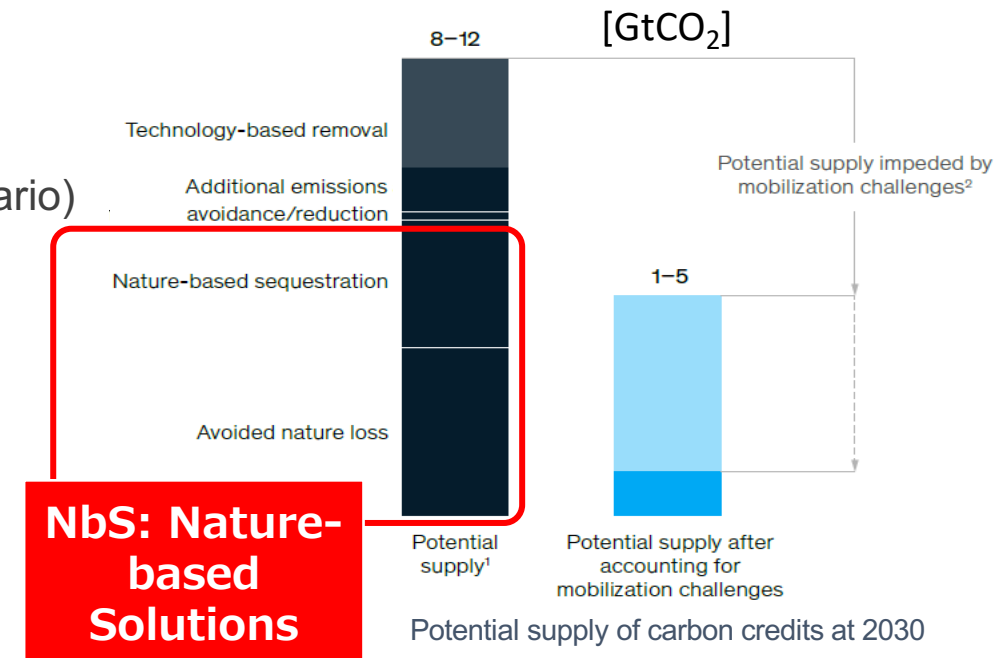 [GtCO₂]
8–12
Technology-based removal
ario)
Additional emissions
avoidance/reduction
Nature-based sequestration
Avoided nature loss
Potential supply impeded by
mobilization challenges²
1–5
NbS: Nature-
based
Solutions
Potential
supply¹
Potential supply after
accounting for
mobilization challenges
Potential supply of carbon credits at 2030